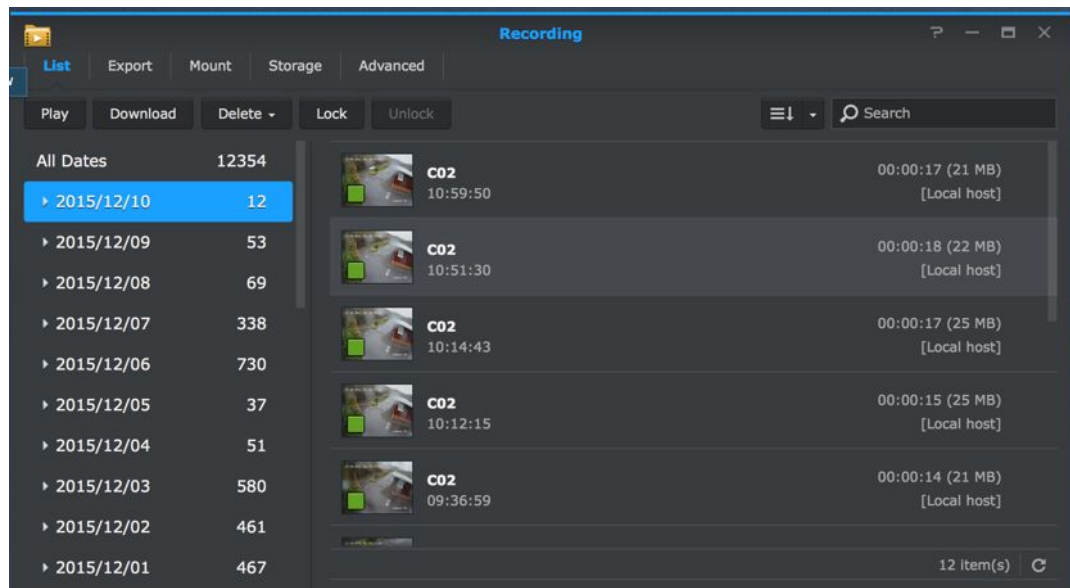 Recording
List Export Mount Storage Advanced
Play Download Delete Lock Unlock Search
All Dates 12354
2015/12/10 12
2015/12/09 53
2015/12/08 69
2015/12/07 338
2015/12/06 730
2015/12/05 37
2015/12/04 51
2015/12/03 580
2015/12/02 461
2015/12/01 467
C02 00:00:17 (21 MB)
10:59:50 [Local host]
C02 00:00:18 (22 MB)
10:51:30 [Local host]
C02 00:00:17 (25 MB)
10:14:43 [Local host]
C02 00:00:15 (25 MB)
10:12:15 [Local host]
C02 00:00:14 (21 MB)
09:36:59 [Local host]
12 item(s)